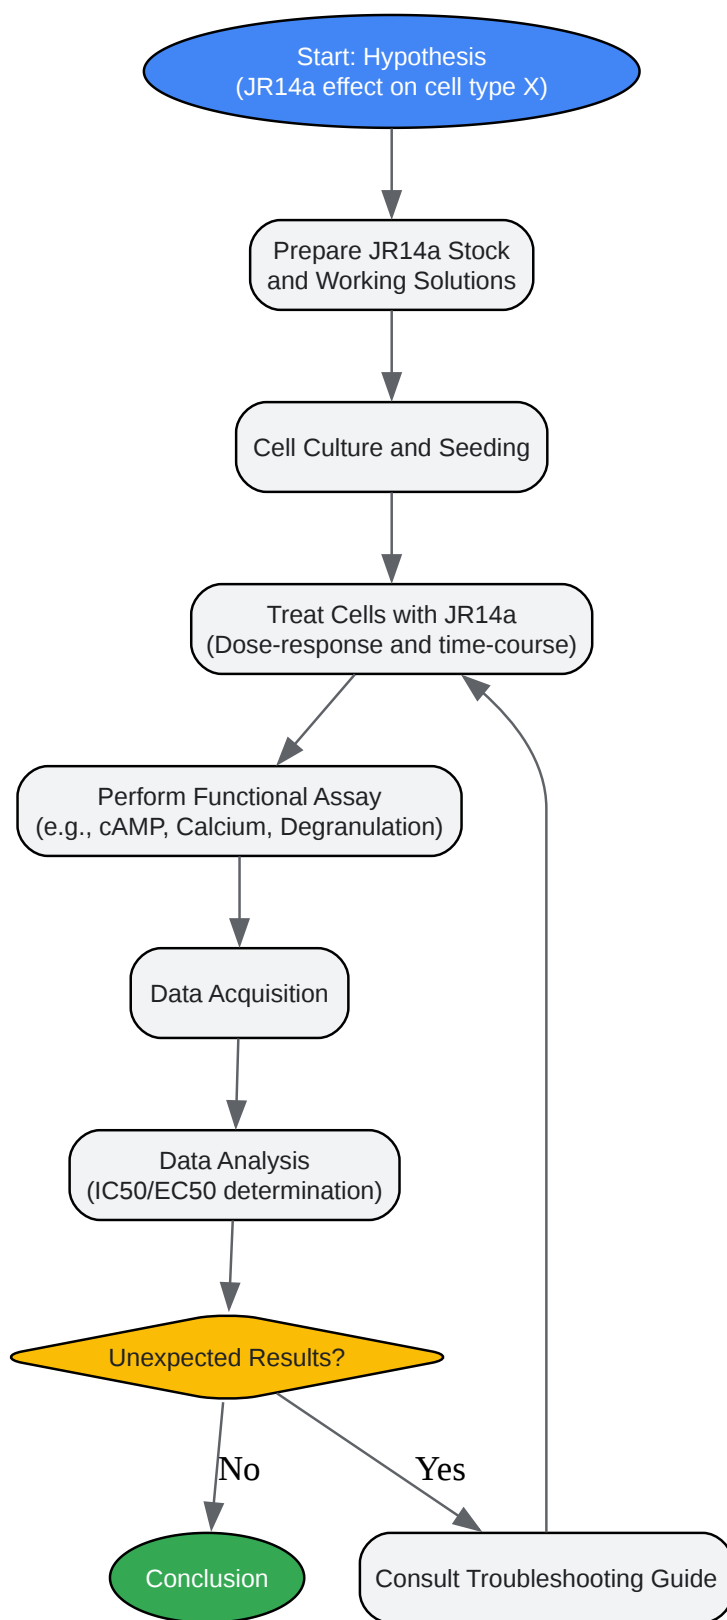 Start: Hypothesis
(JR14a effect on cell type X)
Prepare JR14a Stock
and Working Solutions
Cell Culture and Seeding
Treat Cells with JR14a
(Dose-response and time-course)
Perform Functional Assay
(e.g., cAMP, Calcium, Degranulation)
Data Acquisition
Data Analysis
(IC50/EC50 determination)
Unexpected Results?
No
Yes
Conclusion
Consult Troubleshooting Guide